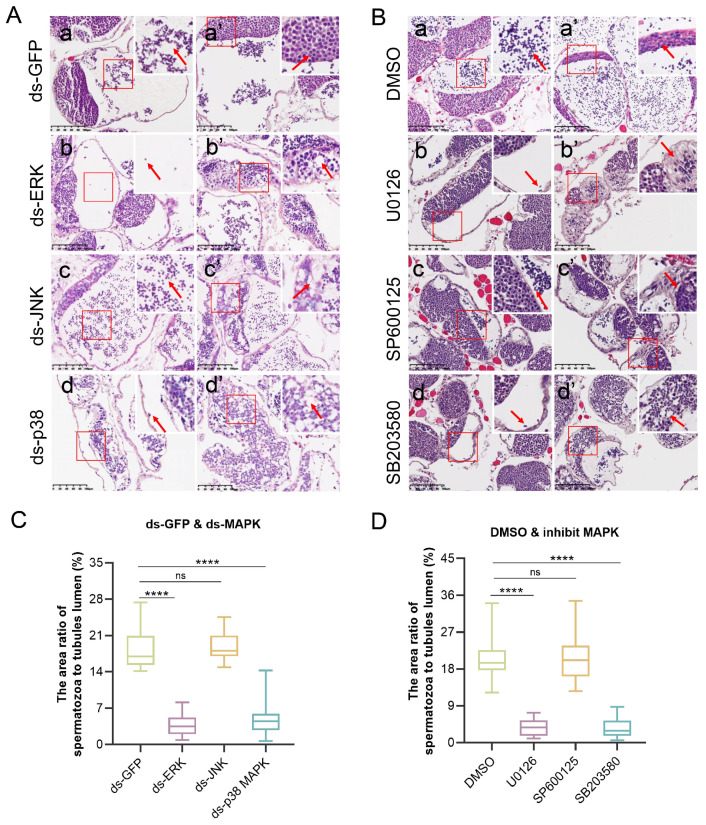 A
B
a
a'
a
a'
ds-GFP
DMSO
b
b'
b
b'
ds-ERK
U0126
c
c'
c
c'
ds-JNK
SP600125
d
d'
d
d'
ds-p38
SB203580
C
ds-GFP & ds-MAPK
The area ratio of
spermatozoa to tubules lumen (%)
35
28
21
14
7
0
****
ns
****
ds-GFP
ds-ERK
ds-JNK
ds-p38 MAPK
D
DMSO & inhibit MAPK
The area ratio of
spermatozoa to tubules lumen (%)
45
36
27
18
9
0
****
ns
****
DMSO
U0126
SP600125
SB203580